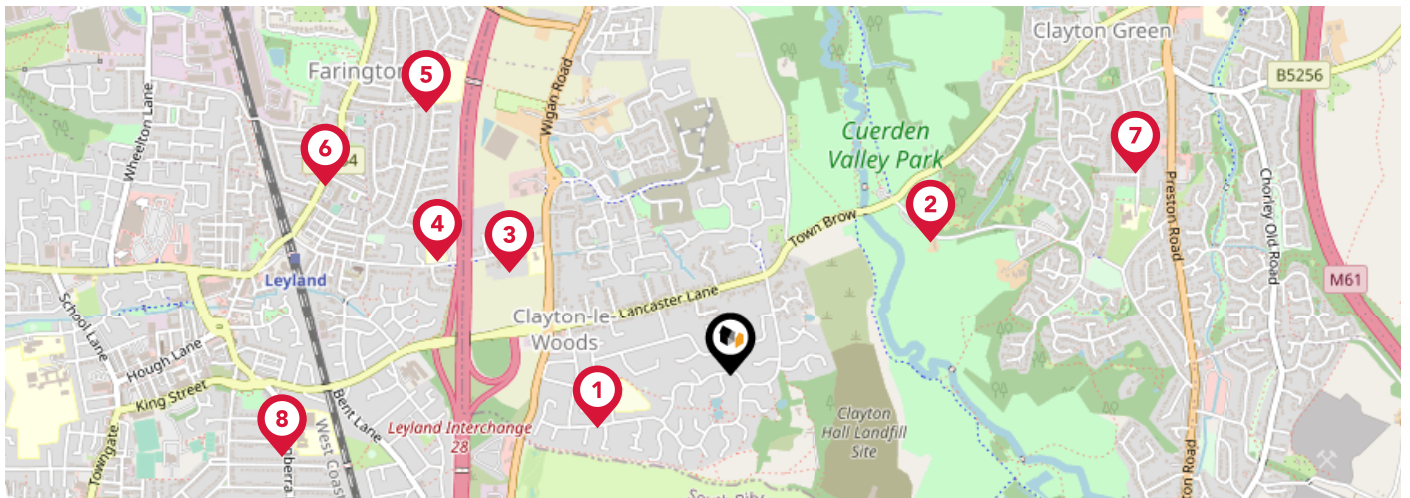 Clayton Green
B5256
Farington
5
Wheelton Lane
Wigan Road
Cuerden
Valley Park
6
7
4
3
2
Preston Road
Chorley Old Road
Town Brow
Leyland
M61
School Lane
Lancaster Lane
Clayton-le-
Woods
Hough Lane
King Street
1
8
Bent Lane
Leyland Interchange
28
Clayton
Hall Landfill
Site
Towngate
West Coast